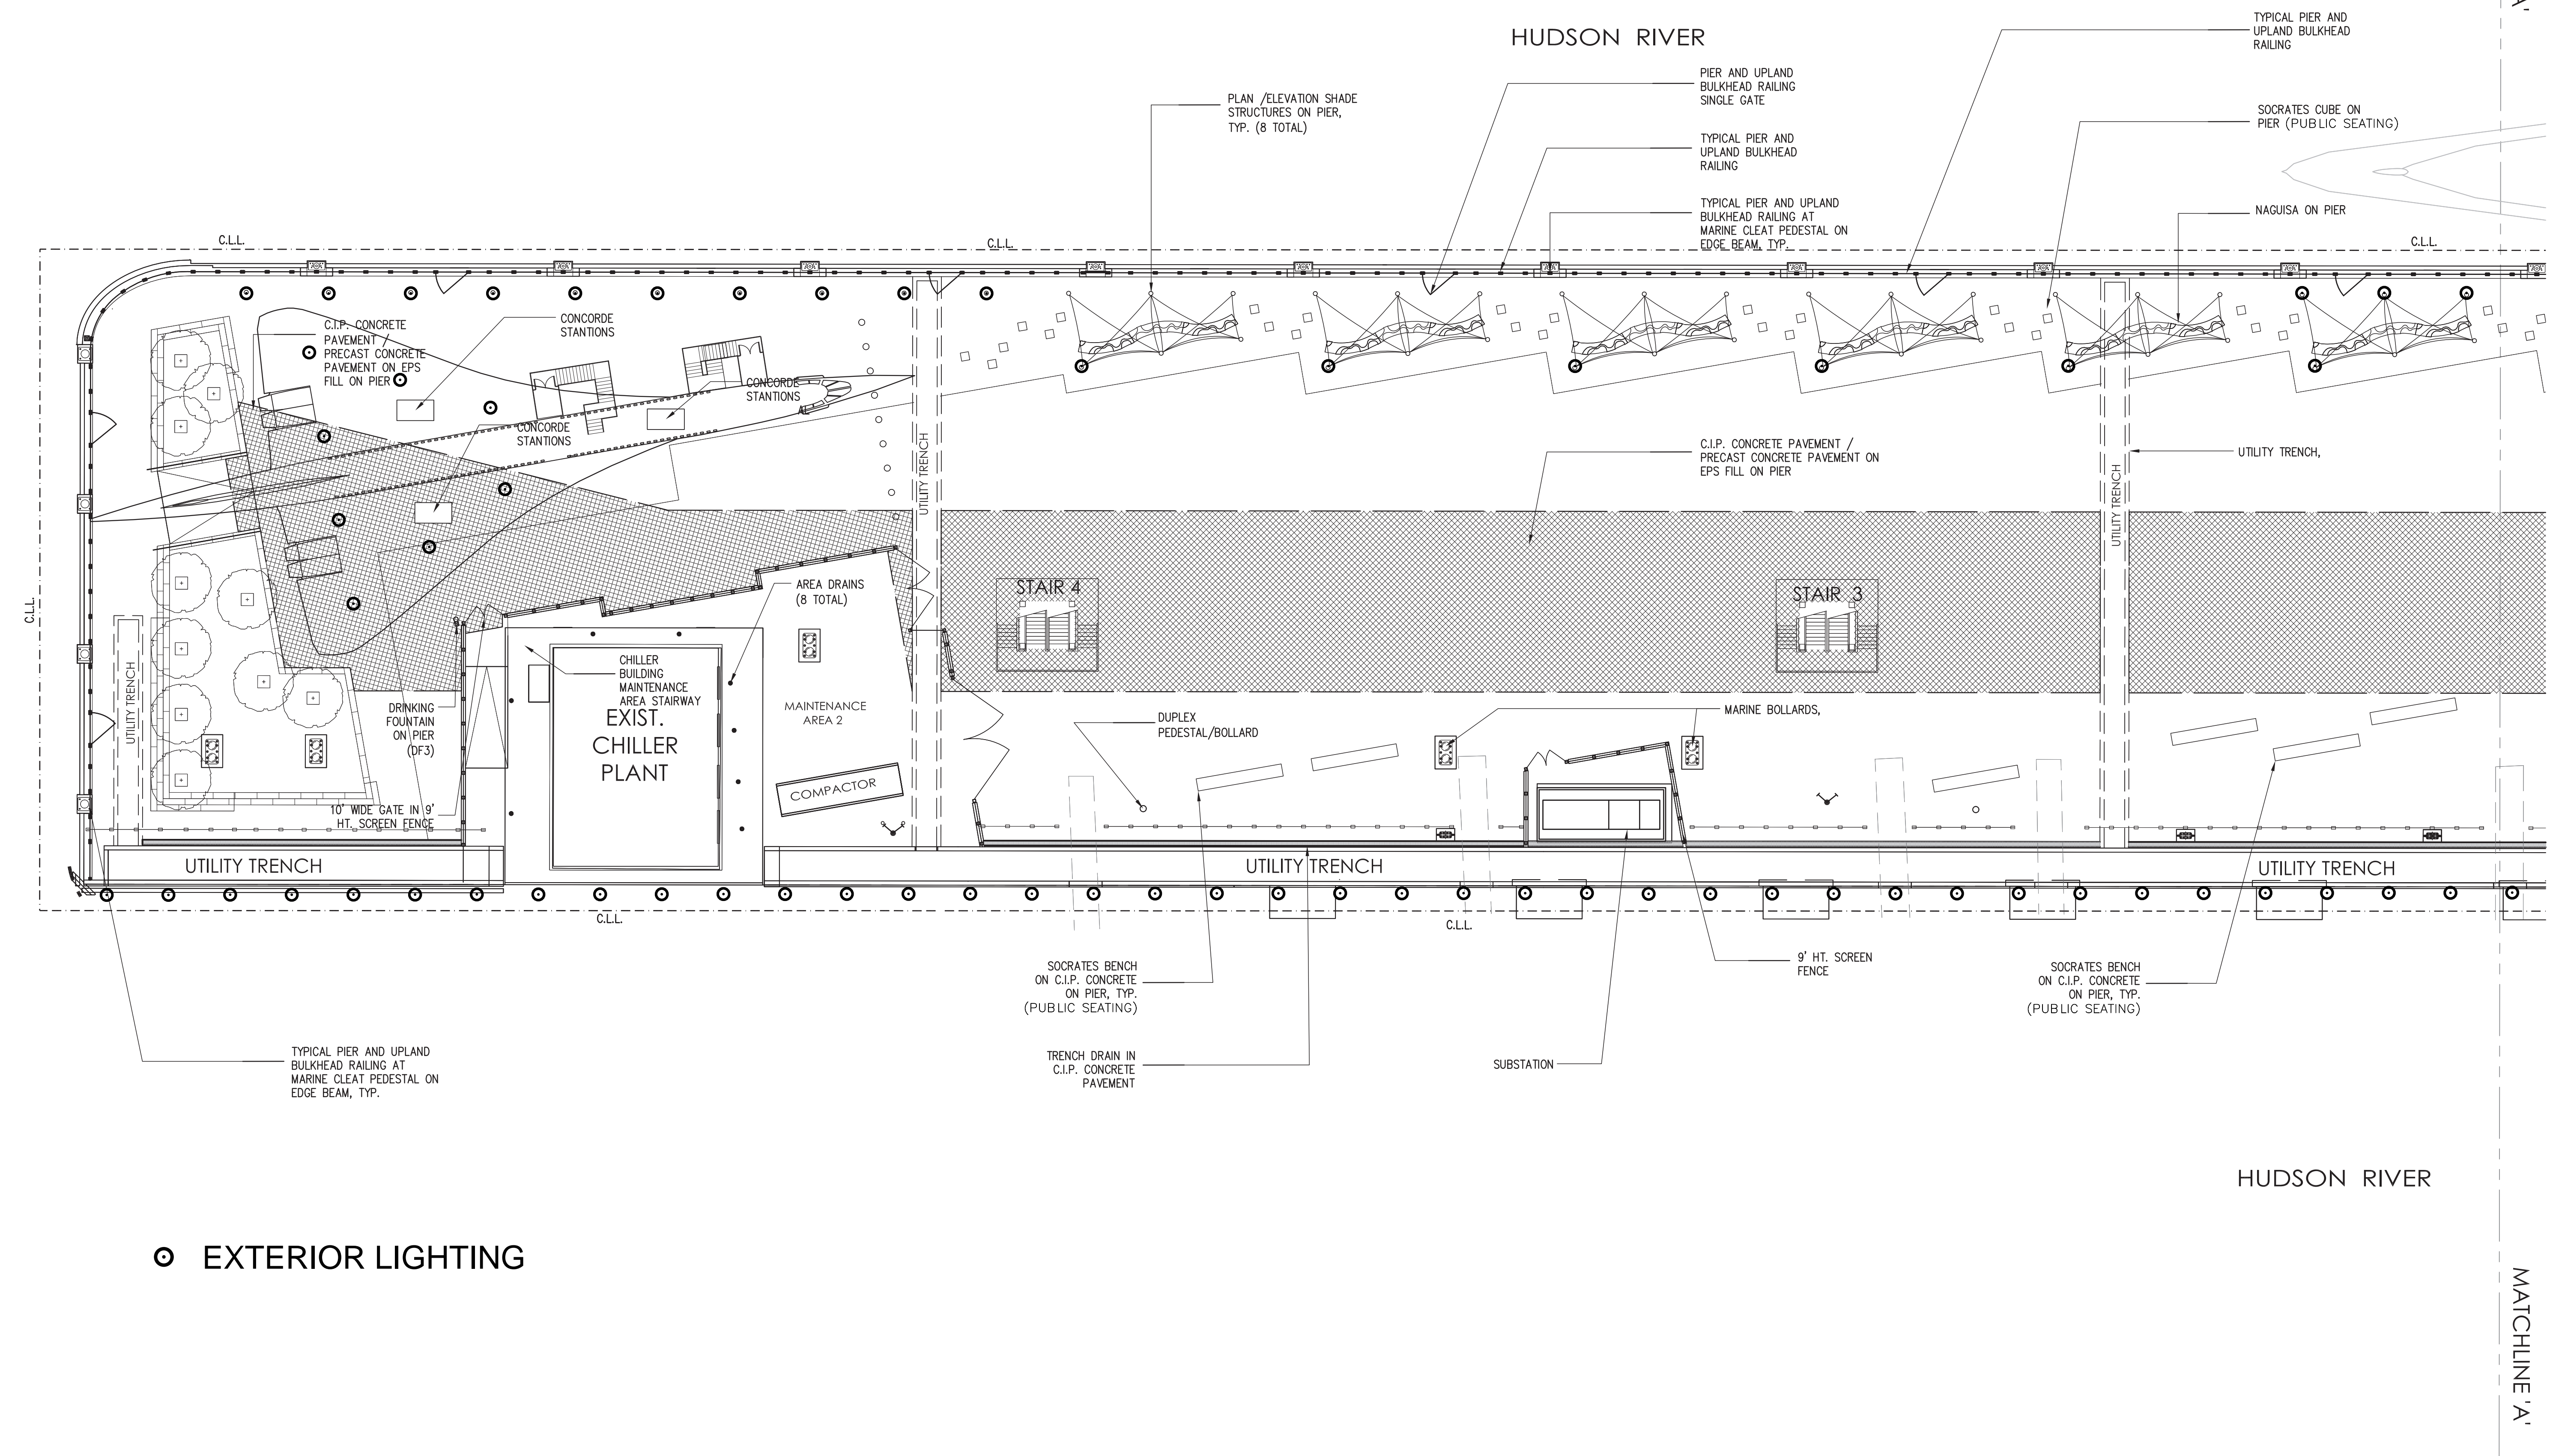 A'
HUDSON RIVER
TYPICAL PIER AND
UPLAND BULKHEAD
RAILING
PIER AND UPLAND
BULKHEAD RAILING
SINGLE GATE
PLAN /ELEVATION SHADE
STRUCTURES ON PIER,
TYP. (8 TOTAL)
SOCRATES CUBE ON
PIER (PUBLIC SEATING)
TYPICAL PIER AND
UPLAND BULKHEAD
RAILING
TYPICAL PIER AND UPLAND
BULKHEAD RAILING AT
MARINE CLEAT PEDESTAL ON
EDGE BEAM, TYP.
NAGUISA ON PIER
C.L.L.
C.L.L.
C.L.L.
C.I.P. CONCRETE
PAVEMENT /
PRECAST CONCRETE
PAVEMENT ON EPS
FILL ON PIER
CONCORDE
STANTIONS
CONCORDE
STANTIONS
CONCORDE
STANTIONS
UTILITY TRENCH
C.I.P. CONCRETE PAVEMENT /
PRECAST CONCRETE PAVEMENT ON
EPS FILL ON PIER
UTILITY TRENCH
UTILITY TRENCH,
C.L.L.
AREA DRAINS
(8 TOTAL)
STAIR 4
STAIR 3
UTILITY TRENCH
CHILLER
BUILDING
MAINTENANCE
AREA STAIRWAY
EXIST.
CHILLER
PLANT
MAINTENANCE
AREA 2
DRINKING
FOUNTAIN
ON PIER
(DF3)
DUPLEX
PEDESTAL/BOLLARD
MARINE BOLLARDS,
COMPACTOR
10' WIDE GATE IN 9'
HT. SCREEN FENCE
UTILITY TRENCH
UTILITY TRENCH
UTILITY TRENCH
C.L.L.
C.L.L.
SOCRATES BENCH
ON C.I.P. CONCRETE
ON PIER, TYP.
(PUBLIC SEATING)
9' HT. SCREEN
FENCE
SOCRATES BENCH
ON C.I.P. CONCRETE
ON PIER, TYP.
(PUBLIC SEATING)
TYPICAL PIER AND UPLAND
BULKHEAD RAILING AT
MARINE CLEAT PEDESTAL ON
EDGE BEAM, TYP.
TRENCH DRAIN IN
C.I.P. CONCRETE
PAVEMENT
SUBSTATION
HUDSON RIVER
EXTERIOR LIGHTING
MATCHLINE 'A'